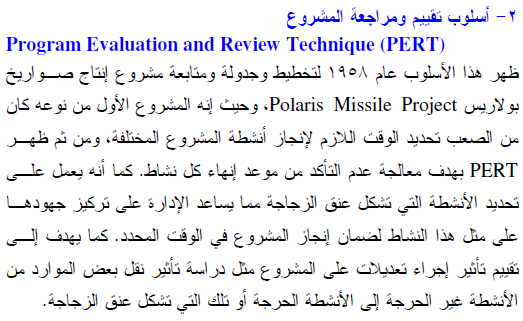 ٢- أسلوب تقييم ومراجعة المشروع
Program Evaluation and Review Technique (PERT)
ظهر هذا الأسلوب عام ١٩٥٨ لتخطيط وجدولة ومتابعة مشروع إنتاج صـــواريخ
بولاريس Polaris Missile Project، وحيث إنه المشروع الأول من نوعه كان
من الصعب تحديد الوقت اللازم لإنجاز أنشطة المشروع المختلفة، ومن ثم ظهـــر
PERT بهدف معالجة عدم التأكد من موعد إنهاء كل نشاط. كما أنه يعمل علـــى
تحديد الأنشطة التي تشكل عنق الزجاجة مما يساعد الإدارة على تركيز جهودهـــا
على مثل هذا النشاط لضمان إنجاز المشروع في الوقت المحدد. كما يهدف إلـــى
تقييم تأثير إجراء تعديلات على المشروع مثل دراسة تأثير نقل بعض الموارد من
الأنشطة غير الحرجة إلى الأنشطة الحرجة أو تلك التي تشكل عنق الزجاجة.